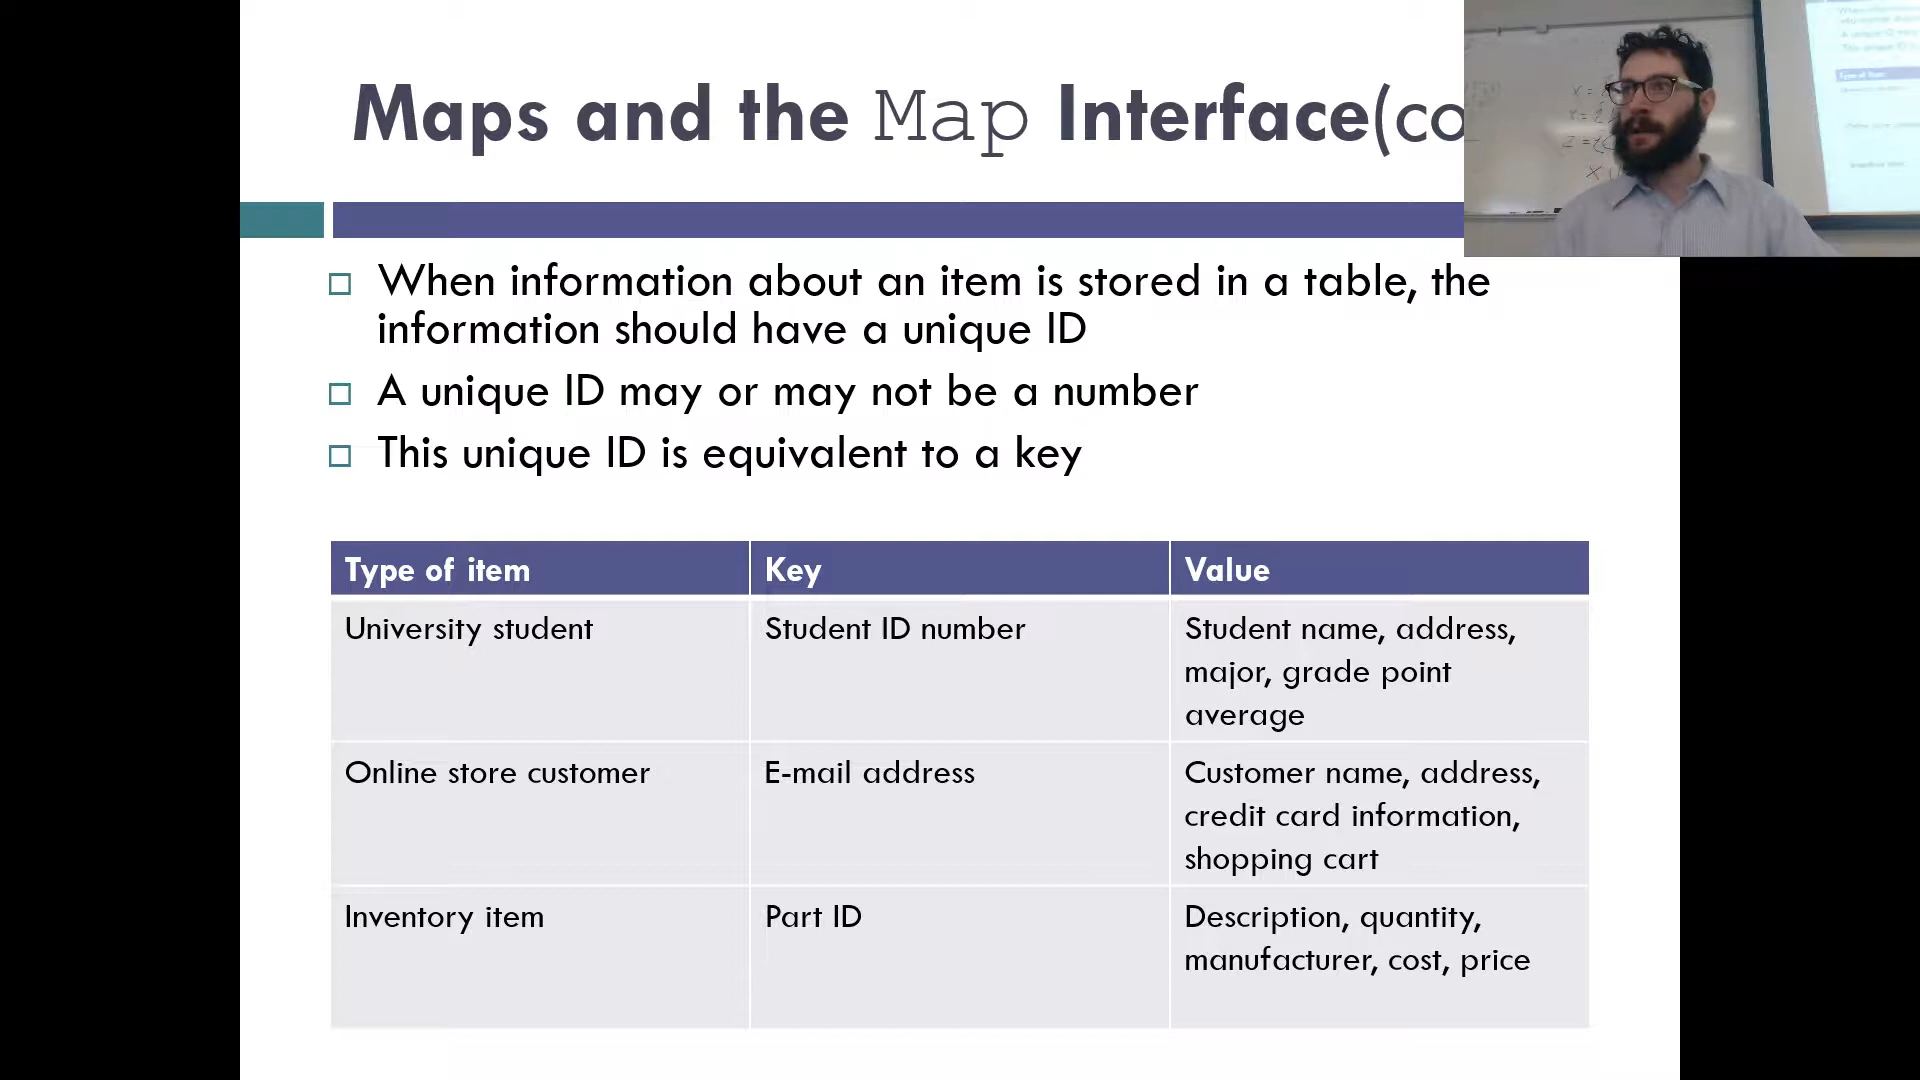 Maps and the Map Interface(co
When information about an item is stored in a table, the
information should have a unique ID
A unique ID may or may not be a number
This unique ID is equivalent to a key
Type of item Key Value
University student Student ID number Student name, address,
major, grade point
average
Online store customer E-mail address Customer name, address,
credit card information,
shopping cart
Inventory item Part ID Description, quantity,
manufacturer, cost, price